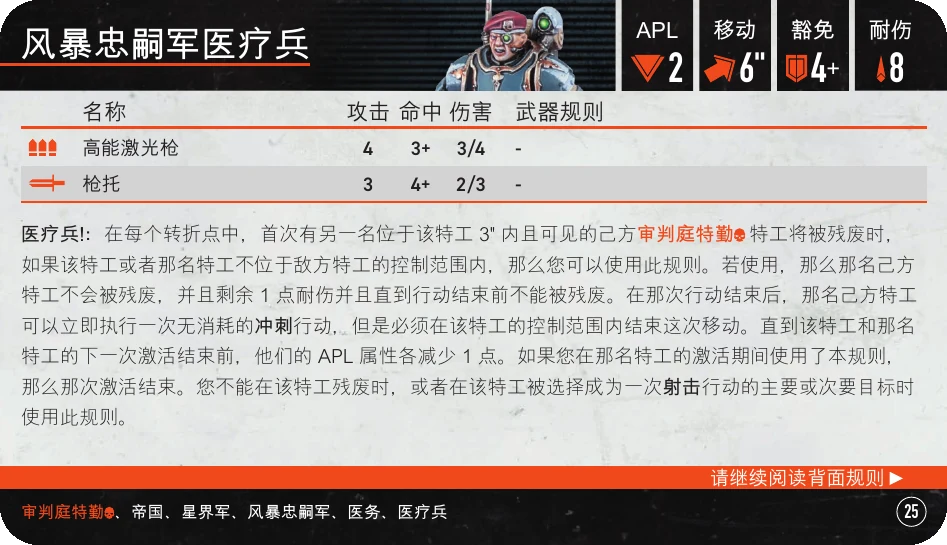 风暴忠嗣军医疗兵
APL 移动 豁免 耐伤
2 6" 4+ 8
名称 攻击 命中 伤害 武器规则
高能激光枪 4 3+ 3/4 -
枪托 3 4+ 2/3 -
医疗兵!：在每个转折点中，首次有另一名位于该特工 3" 内且可见的己方审判庭特勤特工将被残废时，
如果该特工或者那名特工不位于敌方特工的控制范围内，那么您可以使用此规则。若使用，那么那名己方
特工不会被残废，并且剩余 1 点耐伤并且直到行动结束前不能被残废。在那次行动结束后，那名己方特工
可以立即执行一次无消耗的冲刺行动，但是必须在该特工的控制范围内结束这次移动。直到该特工和那名
特工的下一次激活结束前，他们的 APL 属性各减少 1 点。如果您在那名特工的激活期间使用了本规则，
那么那次激活结束。您不能在该特工残废时，或者在该特工被选择成为一次射击行动的主要或次要目标时
使用此规则。
请继续阅读背面规则 ▶
审判庭特勤、帝国、星界军、风暴忠嗣军、医务、医疗兵
25